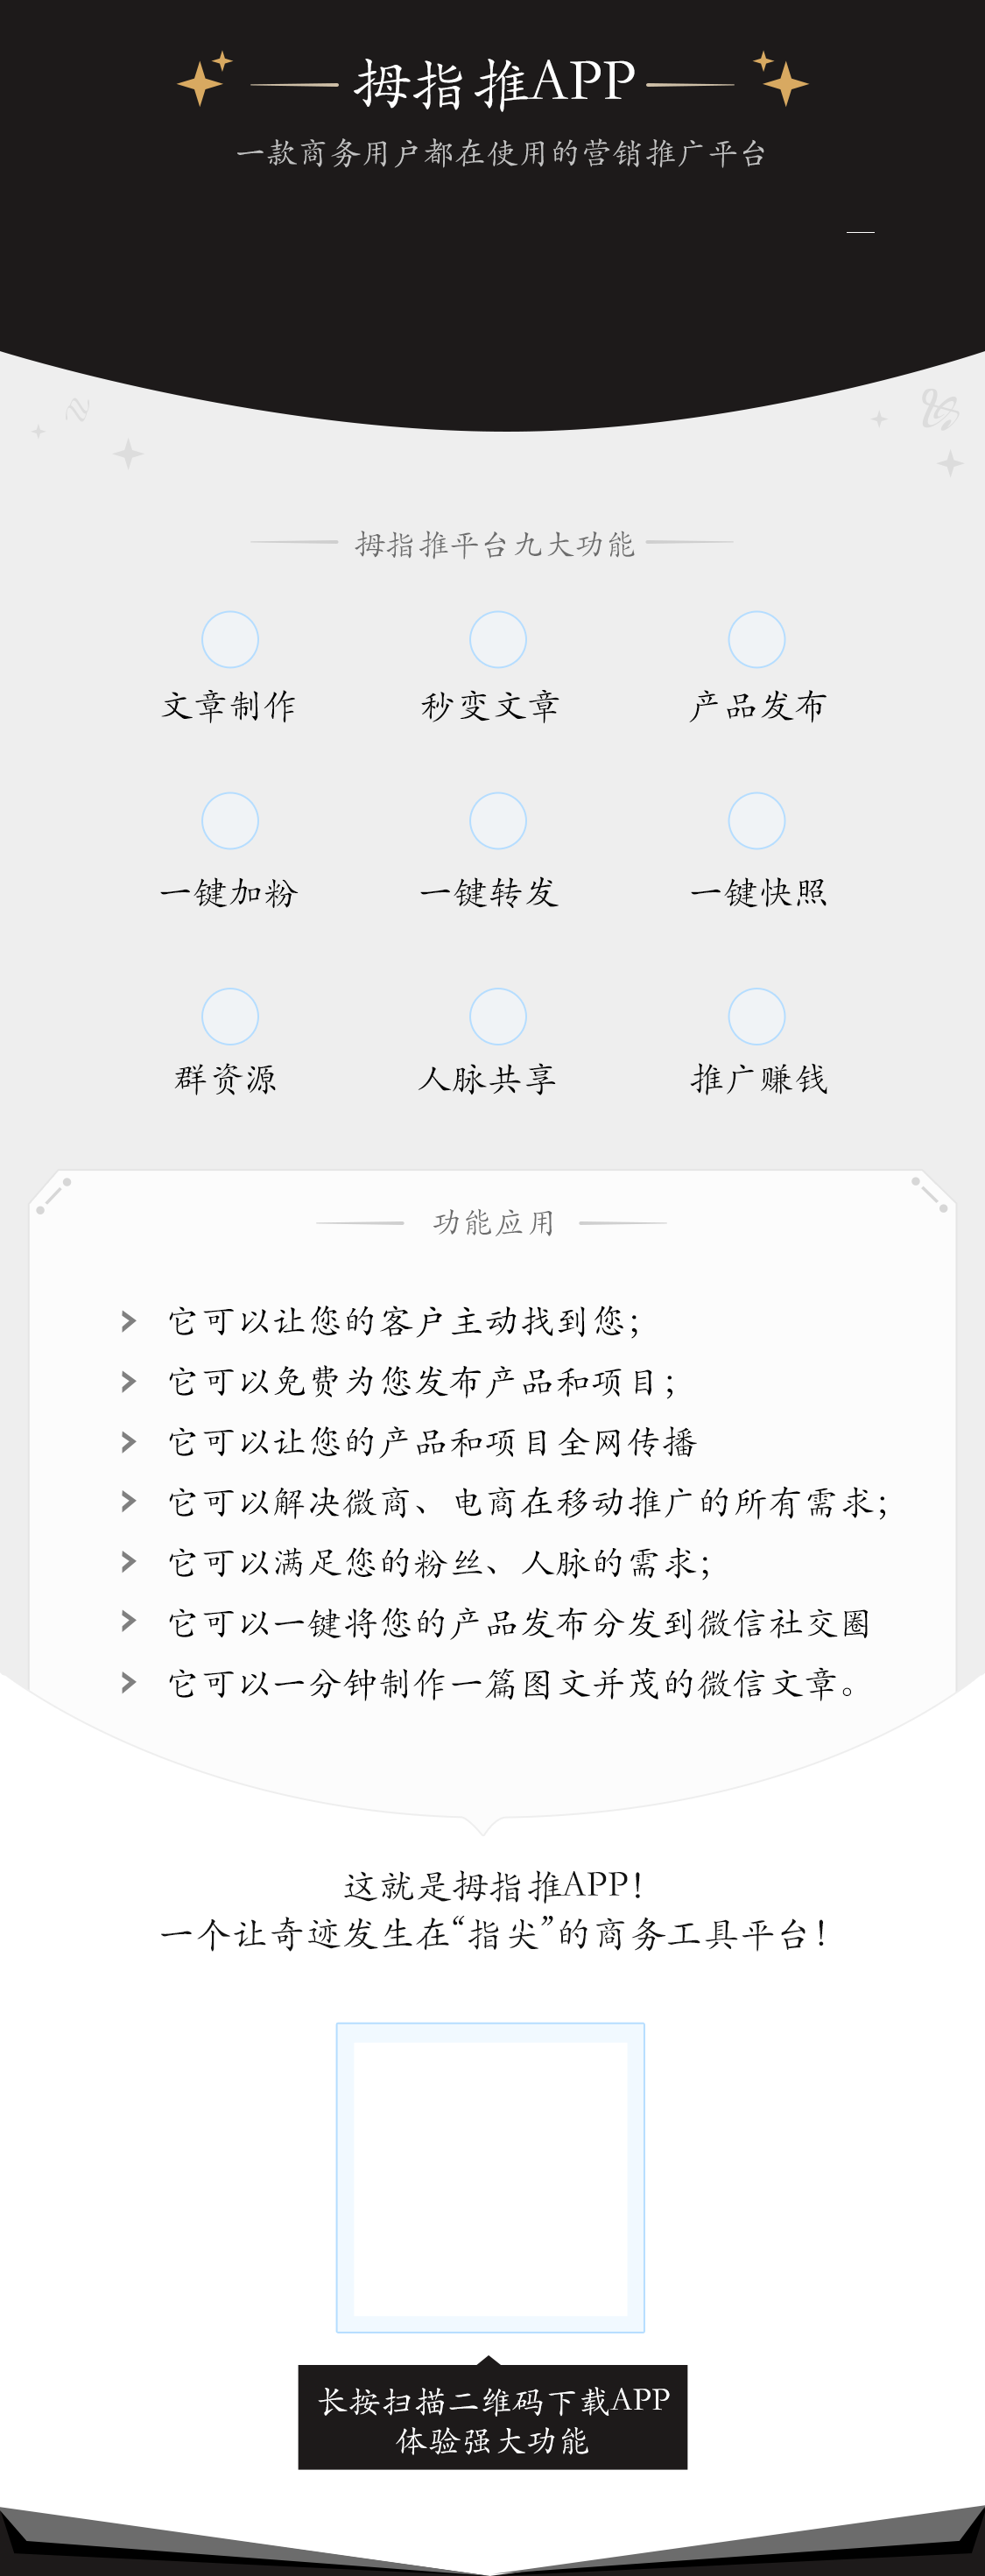 拇指推APP
一款商务用户都在使用的营销推广平台
拇指推平台九大功能
文章制作
秒变文章
产品发布
一键加粉
一键转发
一键快照
群资源
人脉共享
推广赚钱
功能应用
它可以让您的客户主动找到您；
它可以免费为您发布产品和项目；
它可以让您的产品和项目全网传播
它可以解决微商、电商在移动推广的所有需求；
它可以满足您的粉丝、人脉的需求；
它可以一键将您的产品发布分发到微信社交圈
它可以一分钟制作一篇图文并茂的微信文章。
这就是拇指推APP！
一个让奇迹发生在“指尖”的商务工具平台！
长按扫描二维码下载APP
体验强大功能